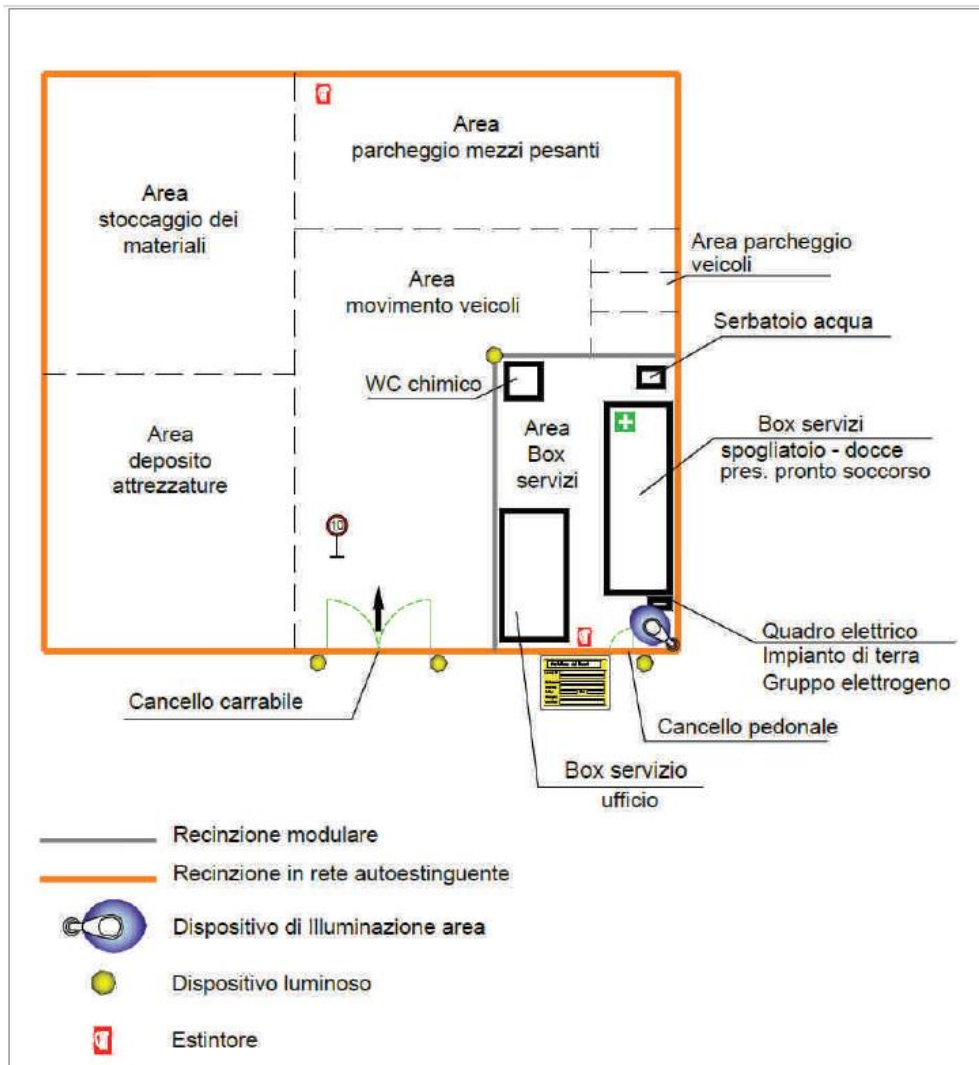 Area
parcheggio mezzi pesanti
Area
stoccaggio dei
materiali
Area parcheggio
veicoli
Area
movimento veicoli
Serbatoio acqua
WC chimico
Area
Box
servizi
Box servizi
spogliatoio - docce
pres. pronto soccorso
Area
deposito
attrezzature
10
Quadro elettrico
Impianto di terra
Gruppo elettrogeno
Cancello carrabile
Cancello pedonale
Box servizio
ufficio
Recinzione modulare
Recinzione in rete autoestinguente
Dispositivo di Illuminazione area
Dispositivo luminoso
Estintore